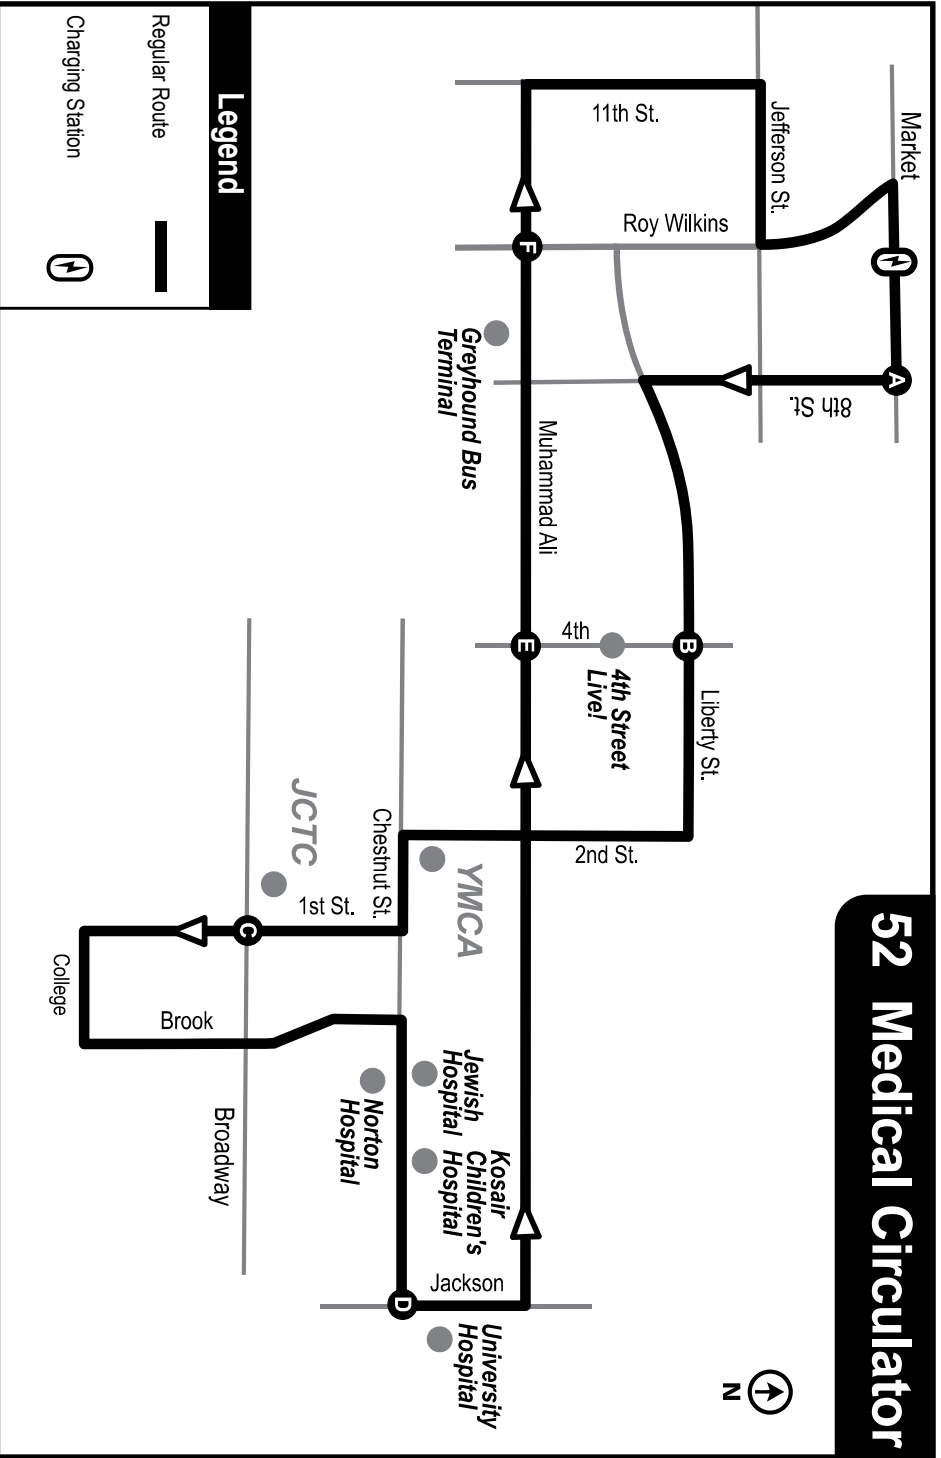 52 Medical Circulator
N
Market
A
8th St.
Jefferson St.
11th St.
Roy Wilkins
F
Greyhound Bus
Terminal
Muhammad Ali
Liberty St.
B
4th
4th Street
Live!
E
2nd St.
YMCA
Chestnut St.
JCTC
1st St.
C
College
Brook
Broadway
Jewish
Hospital
Norton
Hospital
Kosair
Children's
Hospital
Jackson
D
University
Hospital
Legend
Regular Route
Charging Station